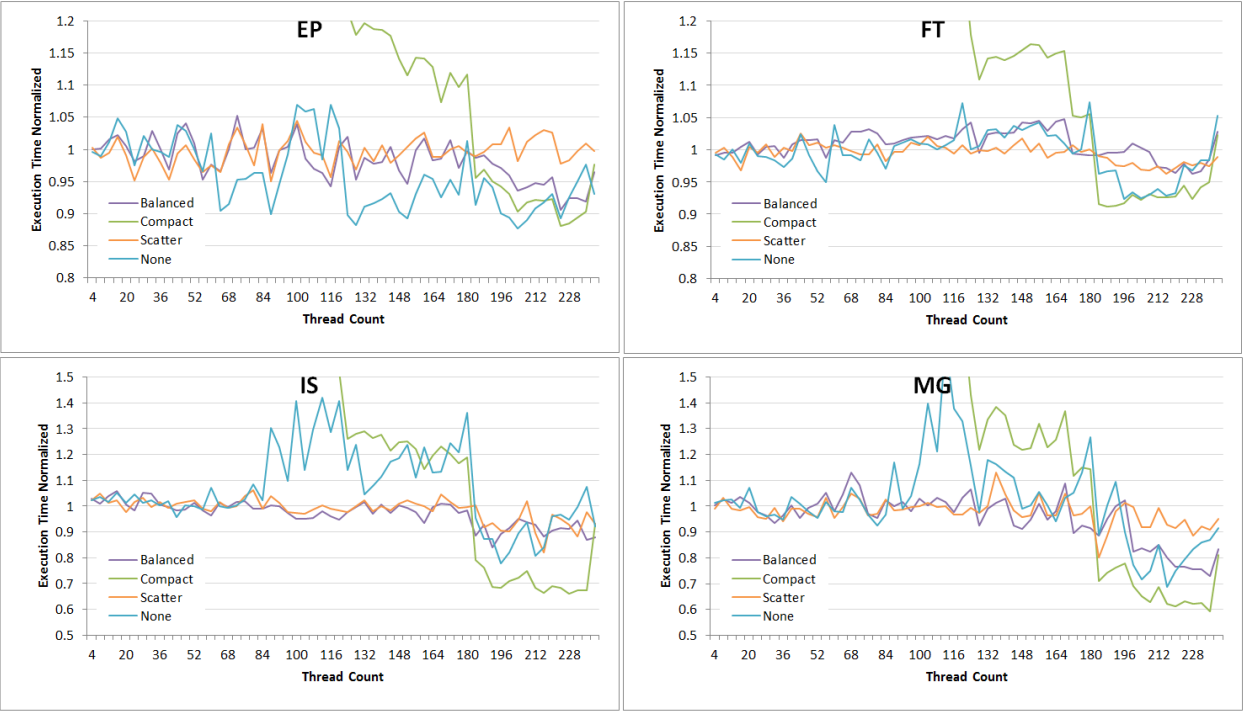 EP
Execution Time Normalized
1.2
1.15
1.1
1.05
1
0.95
0.9
0.85
0.8
Balanced
Compact
Scatter
None
4 20 36 52 68 84 100 116 132 148 164 180 196 212 228
Thread Count
FT
Execution Time Normalized
1.2
1.15
1.1
1.05
1
0.95
0.9
0.85
0.8
Balanced
Compact
Scatter
None
4 20 36 52 68 84 100 116 132 148 164 180 196 212 228
Thread Count
IS
Execution Time Normalized
1.5
1.4
1.3
1.2
1.1
1
0.9
0.8
0.7
0.6
0.5
Balanced
Compact
Scatter
None
4 20 36 52 68 84 100 116 132 148 164 180 196 212 228
Thread Count
MG
Execution Time Normalized
1.5
1.4
1.3
1.2
1.1
1
0.9
0.8
0.7
0.6
0.5
Balanced
Compact
Scatter
None
4 20 36 52 68 84 100 116 132 148 164 180 196 212 228
Thread Count